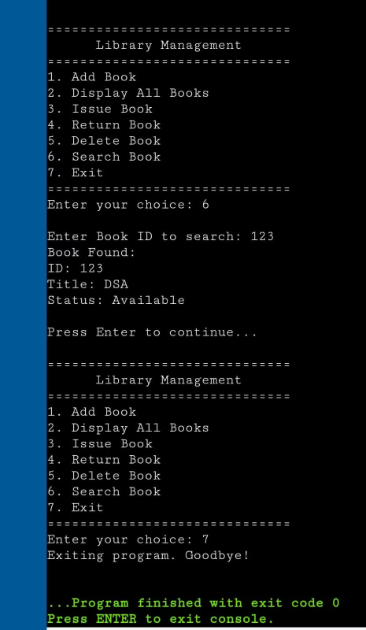 ==============================
Library Management
==============================
1. Add Book
2. Display All Books
3. Issue Book
4. Return Book
5. Delete Book
6. Search Book
7. Exit
==============================
Enter your choice: 6
Enter Book ID to search: 123
Book Found:
ID: 123
Title: DSA
Status: Available
Press Enter to continue...
==============================
Library Management
==============================
1. Add Book
2. Display All Books
3. Issue Book
4. Return Book
5. Delete Book
6. Search Book
7. Exit
==============================
Enter your choice: 7
Exiting program. Goodbye!
...Program finished with exit code 0
Press ENTER to exit console.